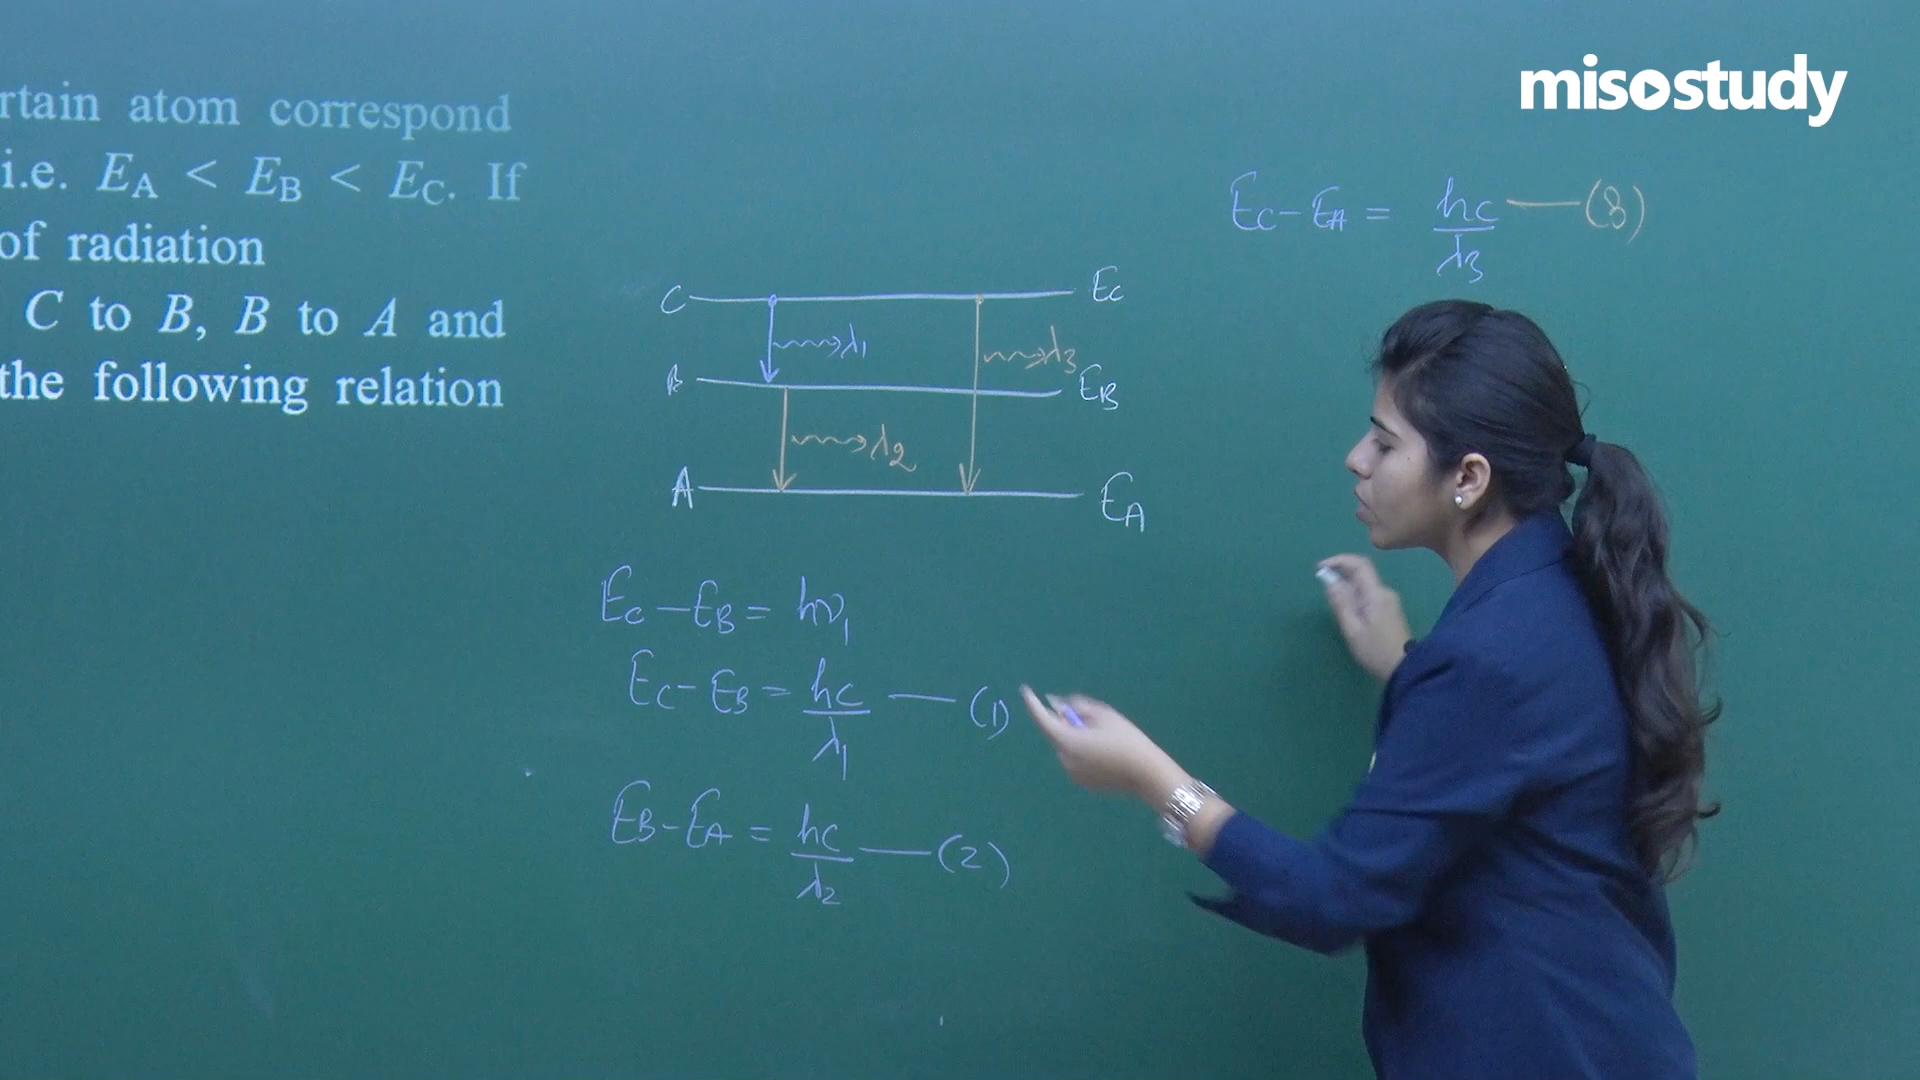 misostudy
rtain atom correspond
i.e. E_A < E_B < E_C. If
of radiation
C to B, B to A and
the following relation
E_C - E_A = hc/λ_3 — (3)
C E_C
λ_1 λ_3
B E_B
λ_2
A E_A
E_C - E_B = hν_1
E_C - E_B = hc/λ_1 — (1)
E_B - E_A = hc/λ_2 — (2)